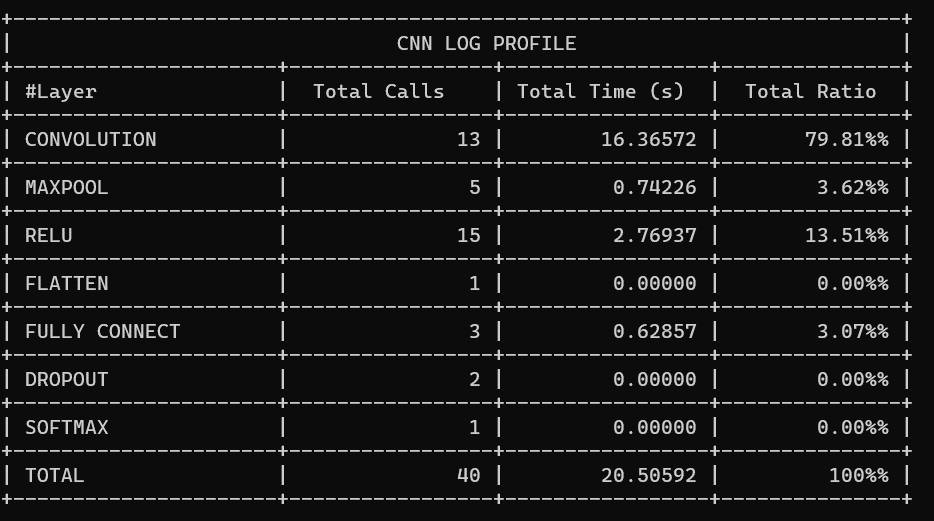 CNN LOG PROFILE
#Layer | Total Calls | Total Time (s) | Total Ratio
CONVOLUTION | 13 | 16.36572 | 79.81%%
MAXPOOL | 5 | 0.74226 | 3.62%%
RELU | 15 | 2.76937 | 13.51%%
FLATTEN | 1 | 0.00000 | 0.00%%
FULLY CONNECT | 3 | 0.62857 | 3.07%%
DROPOUT | 2 | 0.00000 | 0.00%%
SOFTMAX | 1 | 0.00000 | 0.00%%
TOTAL | 40 | 20.50592 | 100%%